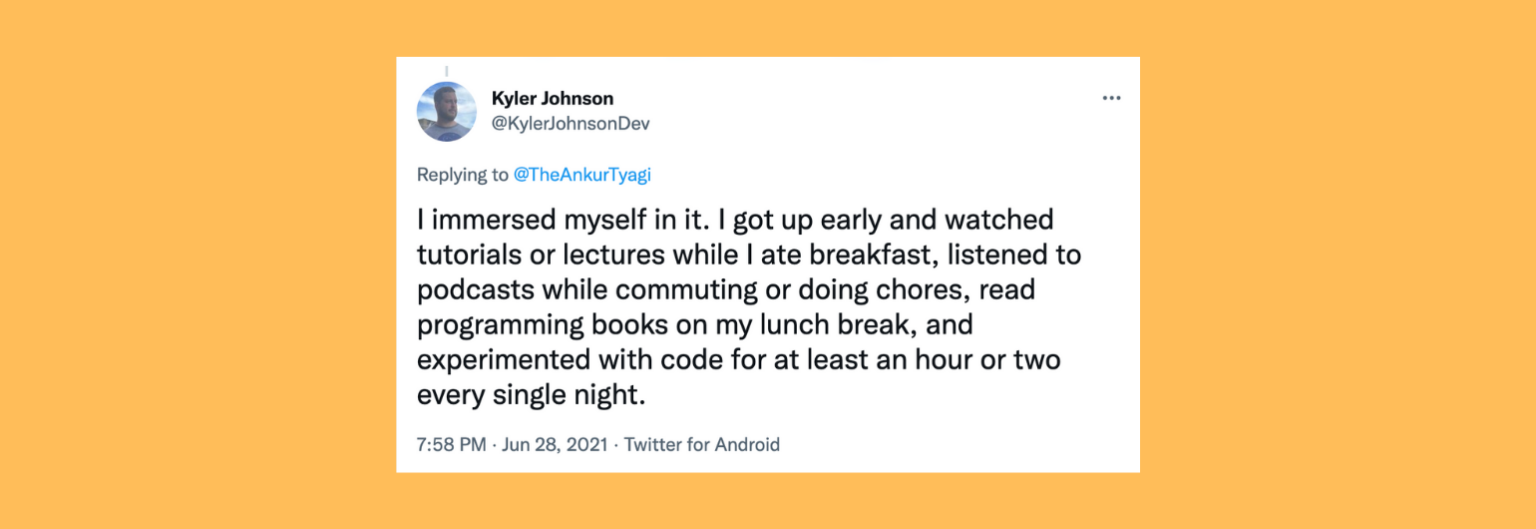 Kyler Johnson
@KylerJohnsonDev
Replying to @TheAnkurTyagi
I immersed myself in it. I got up early and watched
tutorials or lectures while I ate breakfast, listened to
podcasts while commuting or doing chores, read
programming books on my lunch break, and
experimented with code for at least an hour or two
every single night.
7:58 PM · Jun 28, 2021 · Twitter for Android